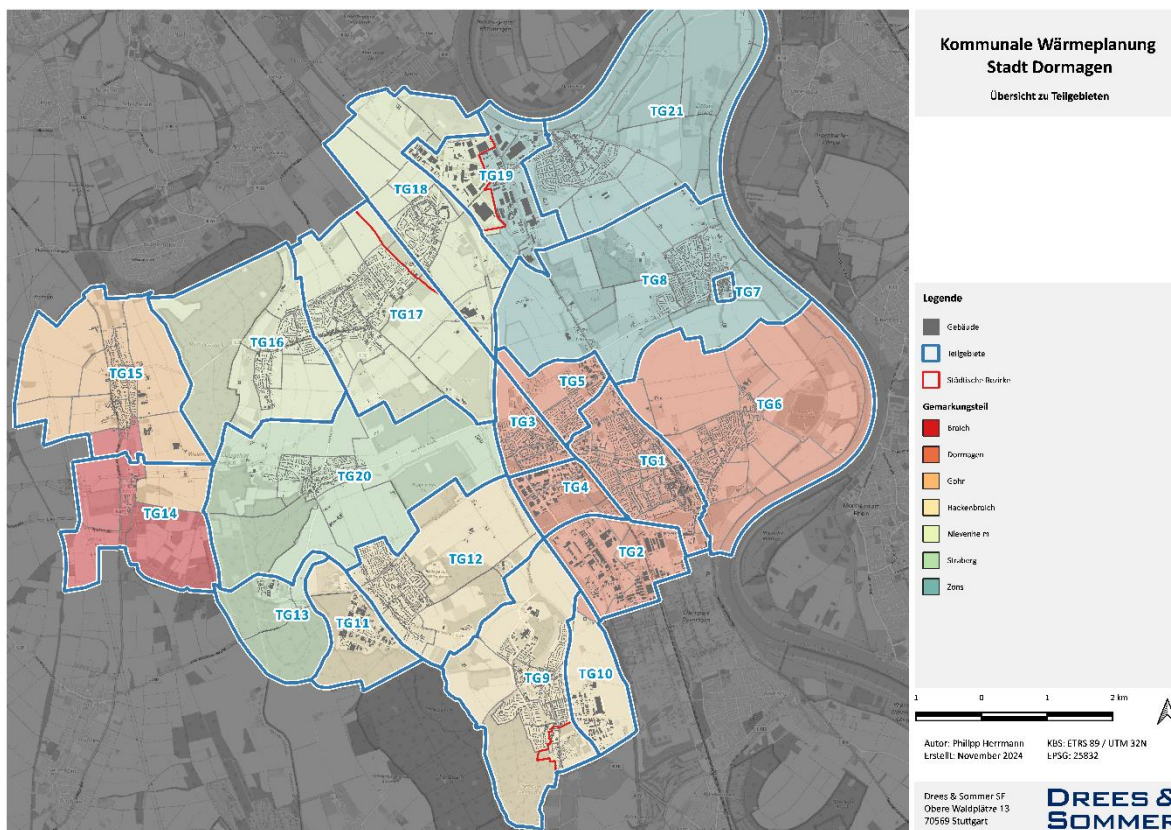 Kommunale Wärmeplanung
Stadt Dormagen
Übersicht zu Teilgebieten
TG21
TG19
TG18
TG8
TG7
TG17
TG16
TG15
TG5
TG6
TG3
TG1
TG20
TG4
TG14
TG12
TG2
TG13
TG11
TG9
TG10
Legende
Gebäude
Teilgebiete
Städtische Bezirke
Gemarkungsteil
Broich
Dormagen
Gohr
Hackenbroich
Nievenheim
Straberg
Zons
1 0 1 2 km
Autor: Philipp Herrmann
Erstellt: November 2024
KBS: ETRS 89 / UTM 32N
EPSG: 25832
Drees & Sommer SE
Obere Waldplätze 13
70569 Stuttgart
DREES &
SOMMER